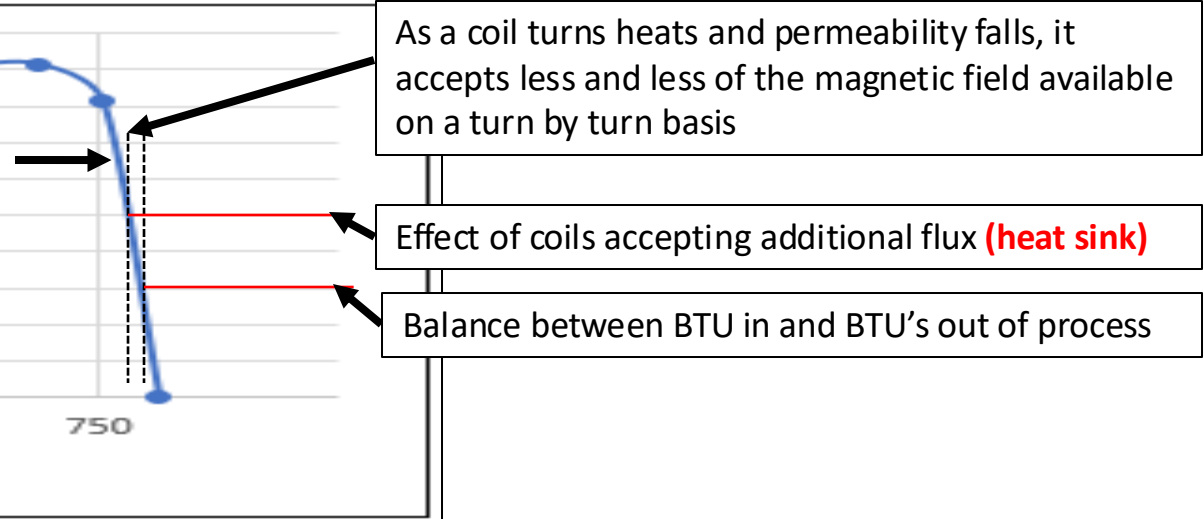 As a coil turns heats and permeability falls, it
accepts less and less of the magnetic field available
on a turn by turn basis
Effect of coils accepting additional flux (heat sink)
Balance between BTU in and BTU’s out of process
750